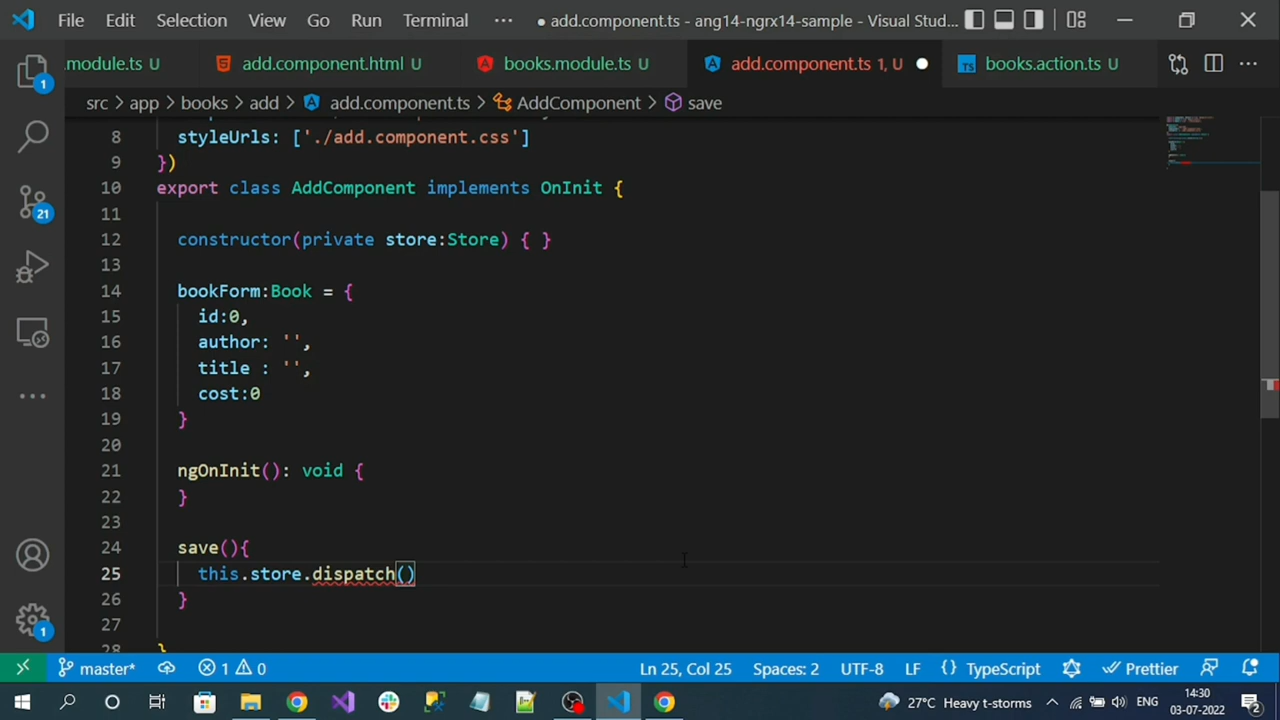 File Edit Selection View Go Run Terminal ··· ● add.component.ts - ang14-ngrx14-sample - Visual Stud...
.module.ts U add.component.html U books.module.ts U add.component.ts 1, U ● books.action.ts U ···
src > app > books > add > add.component.ts > AddComponent > save
8 styleUrls: ['./add.component.css']
9 })
10 export class AddComponent implements OnInit {
11
12 constructor(private store:Store) { }
13
14 bookForm:Book = {
15 id:0,
16 author: '',
17 title : '',
18 cost:0
19 }
20
21 ngOnInit(): void {
22 }
23
24 save(){
25 this.store.dispatch()
26 }
27
28 }
1
21
1
master* 1 0 Ln 25, Col 25 Spaces: 2 UTF-8 LF {} TypeScript Prettier
27°C Heavy t-storms ENG 14:30 03-07-2022 2